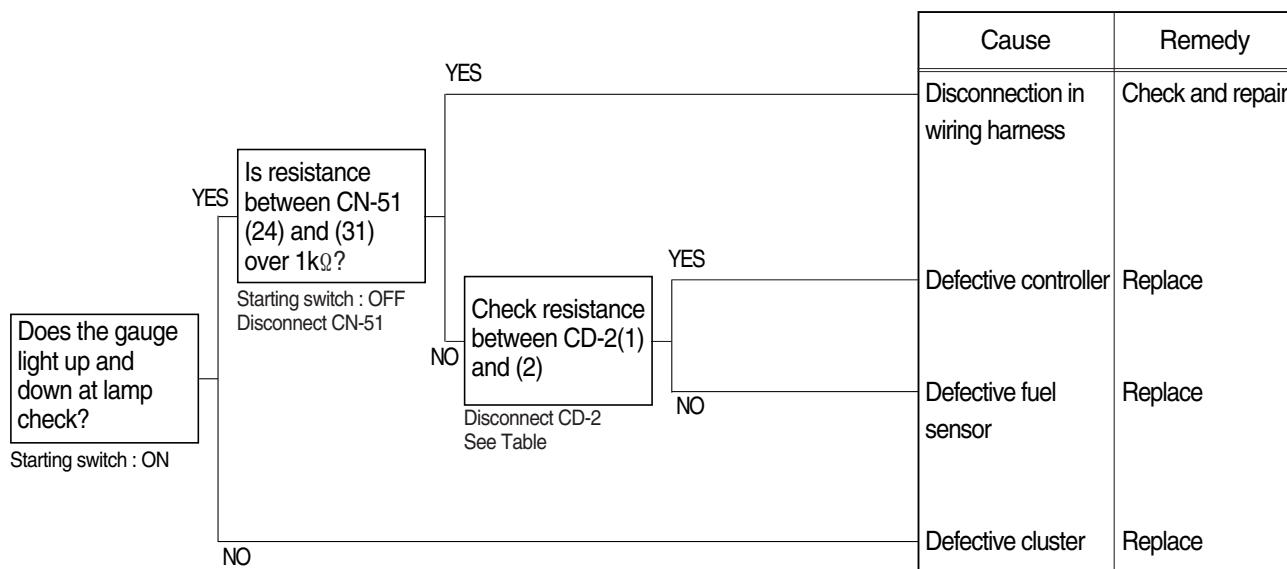 Cause
Remedy
YES
Disconnection in
wiring harness
Check and repair
YES
Is resistance
between CN-51
(24) and (31)
over 1kΩ?
Starting switch : OFF
Disconnect CN-51
YES
Defective controller
Replace
NO
Check resistance
between CD-2(1)
and (2)
Disconnect CD-2
See Table
Does the gauge
light up and
down at lamp
check?
Starting switch : ON
NO
Defective fuel
sensor
Replace
NO
Defective cluster
Replace